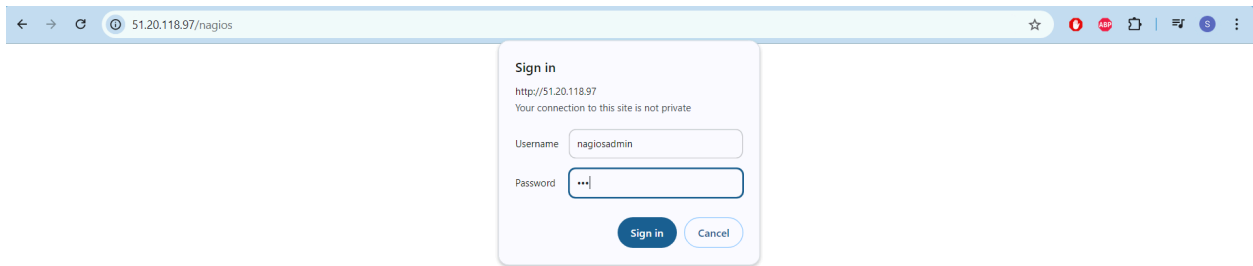 51.20.118.97/nagios
ABP
S
Sign in
http://51.20.118.97
Your connection to this site is not private
Username nagiosadmin
Password •••
Sign in Cancel